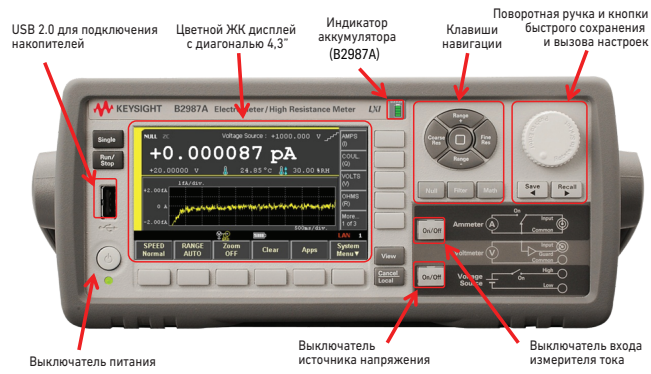 USB 2.0 для подключения
накопителей
Цветной ЖК дисплей
с диагональю 4,3“
Индикатор
аккумулятора
(B2987A)
Клавиши
навигации
Поворотная ручка и кнопки
быстрого сохранения
и вызова настроек
KEYSIGHT B2987A Electrometer / High Resistance Meter LXI
Single
Run/
Stop
NULL
Voltage Source : +1000.000 V
+0.000087 pA
+20.00000 V 24.85°C 30.00 %RH
1fA/div.
+2.00fA
0 A
-2.00fA
500ms/div.
AMPS
(I)
COUL.
(Q)
VOLTS
(V)
OHMS
(R)
More...
1 of 3
LAN 1
SPEED
Normal
RANGE
AUTO
Zoom
OFF
Clear
Apps
System
Menu▼
View
Cancel
Local
Range
+
Coarse
Res
Fine
Res
Range
-
Null
Filter
Math
Save
◀
Recall
▶
On/Off
Ammeter
A
On
Input
Common
Voltmeter
V
Input
Guard
Common
On/Off
Voltage
Source
On
High
Low
Выключатель питания
Выключатель
источника напряжения
Выключатель входа
измерителя тока